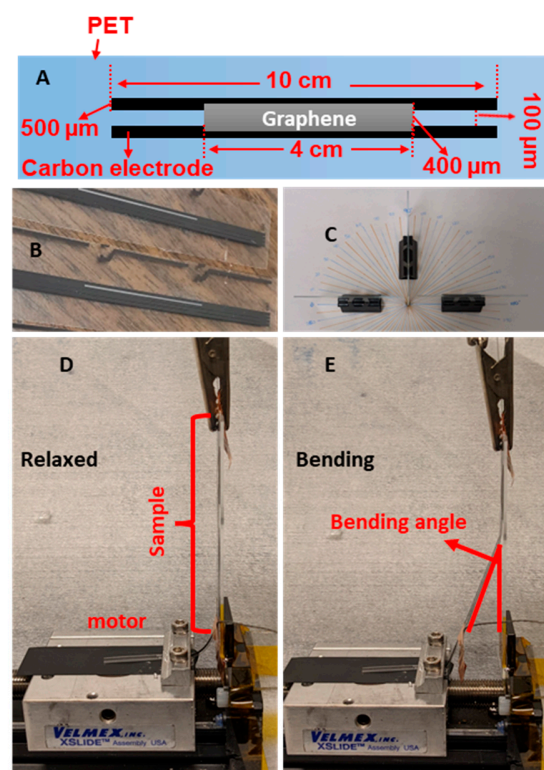 PET
A
10 cm
Graphene
500 µm
100 µm
Carbon electrode
4 cm
400 µm
B
C
D
E
Relaxed
Bending
Sample
Bending angle
motor
VELMEX, INC.
XSLIDE™ Assembly USA
VELMEX, INC.
XSLIDE™ Assembly USA